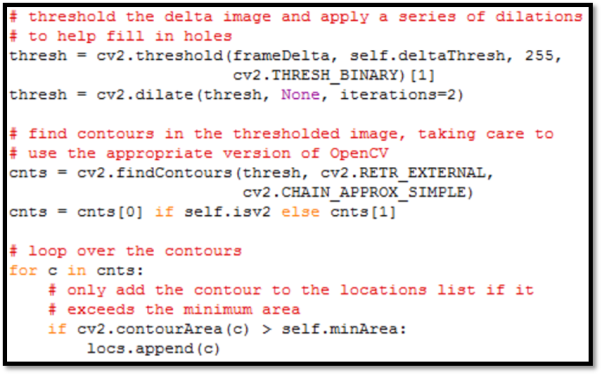 # threshold the delta image and apply a series of dilations
# to help fill in holes
thresh = cv2.threshold(frameDelta, self.deltaThresh, 255,
                       cv2.THRESH_BINARY)[1]
thresh = cv2.dilate(thresh, None, iterations=2)

# find contours in the thresholded image, taking care to
# use the appropriate version of OpenCV
cnts = cv2.findContours(thresh, cv2.RETR_EXTERNAL,
                        cv2.CHAIN_APPROX_SIMPLE)
cnts = cnts[0] if self.isv2 else cnts[1]

# loop over the contours
for c in cnts:
    # only add the contour to the locations list if it
    # exceeds the minimum area
    if cv2.contourArea(c) > self.minArea:
        locs.append(c)